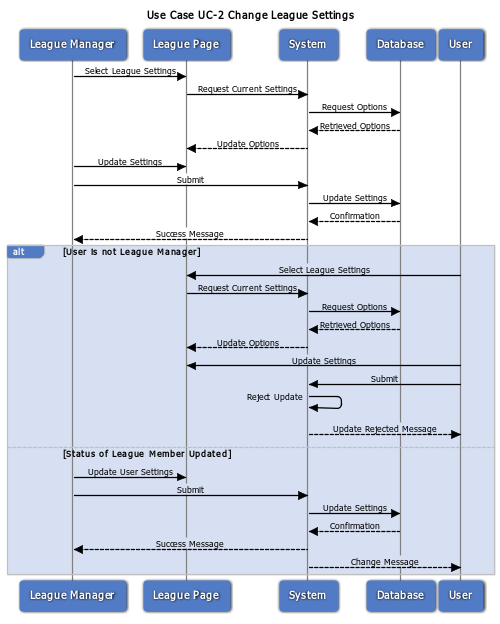 Use Case UC-2 Change League Settings
League Manager League Page System Database User
Select League Settings
Request Current Settings
Request Options
Retrieved Options
Update Options
Update Settings
Submit
Update Settings
Confirmation
Success Message
alt [User Is not League Manager]
Select League Settings
Request Current Settings
Request Options
Retrieved Options
Update Options
Update Settings
Submit
Reject Update
Update Rejected Message
[Status of League Member Updated]
Update User Settings
Submit
Update Settings
Confirmation
Success Message
Change Message
League Manager League Page System Database User